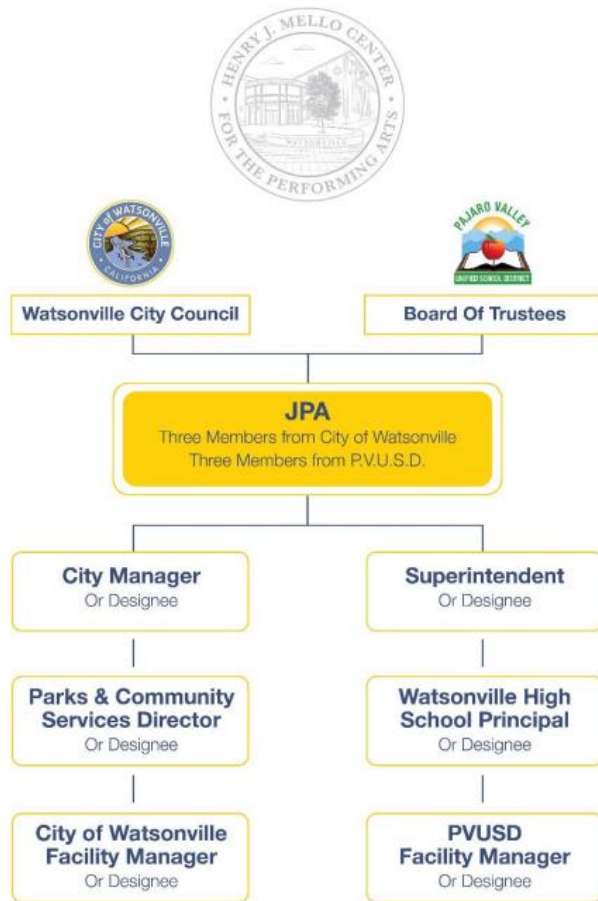 HENRY J. MELLO CENTER
FOR THE PERFORMING ARTS
WATSONVILLE
CITY of WATSONVILLE
CALIFORNIA
PAJARO VALLEY
UNIFIED SCHOOL DISTRICT
Watsonville City Council
Board Of Trustees
JPA
Three Members from City of Watsonville
Three Members from P.V.U.S.D.
City Manager
Or Designee
Superintendent
Or Designee
Parks & Community
Services Director
Or Designee
Watsonville High
School Principal
Or Designee
City of Watsonville
Facility Manager
Or Designee
PVUSD
Facility Manager
Or Designee